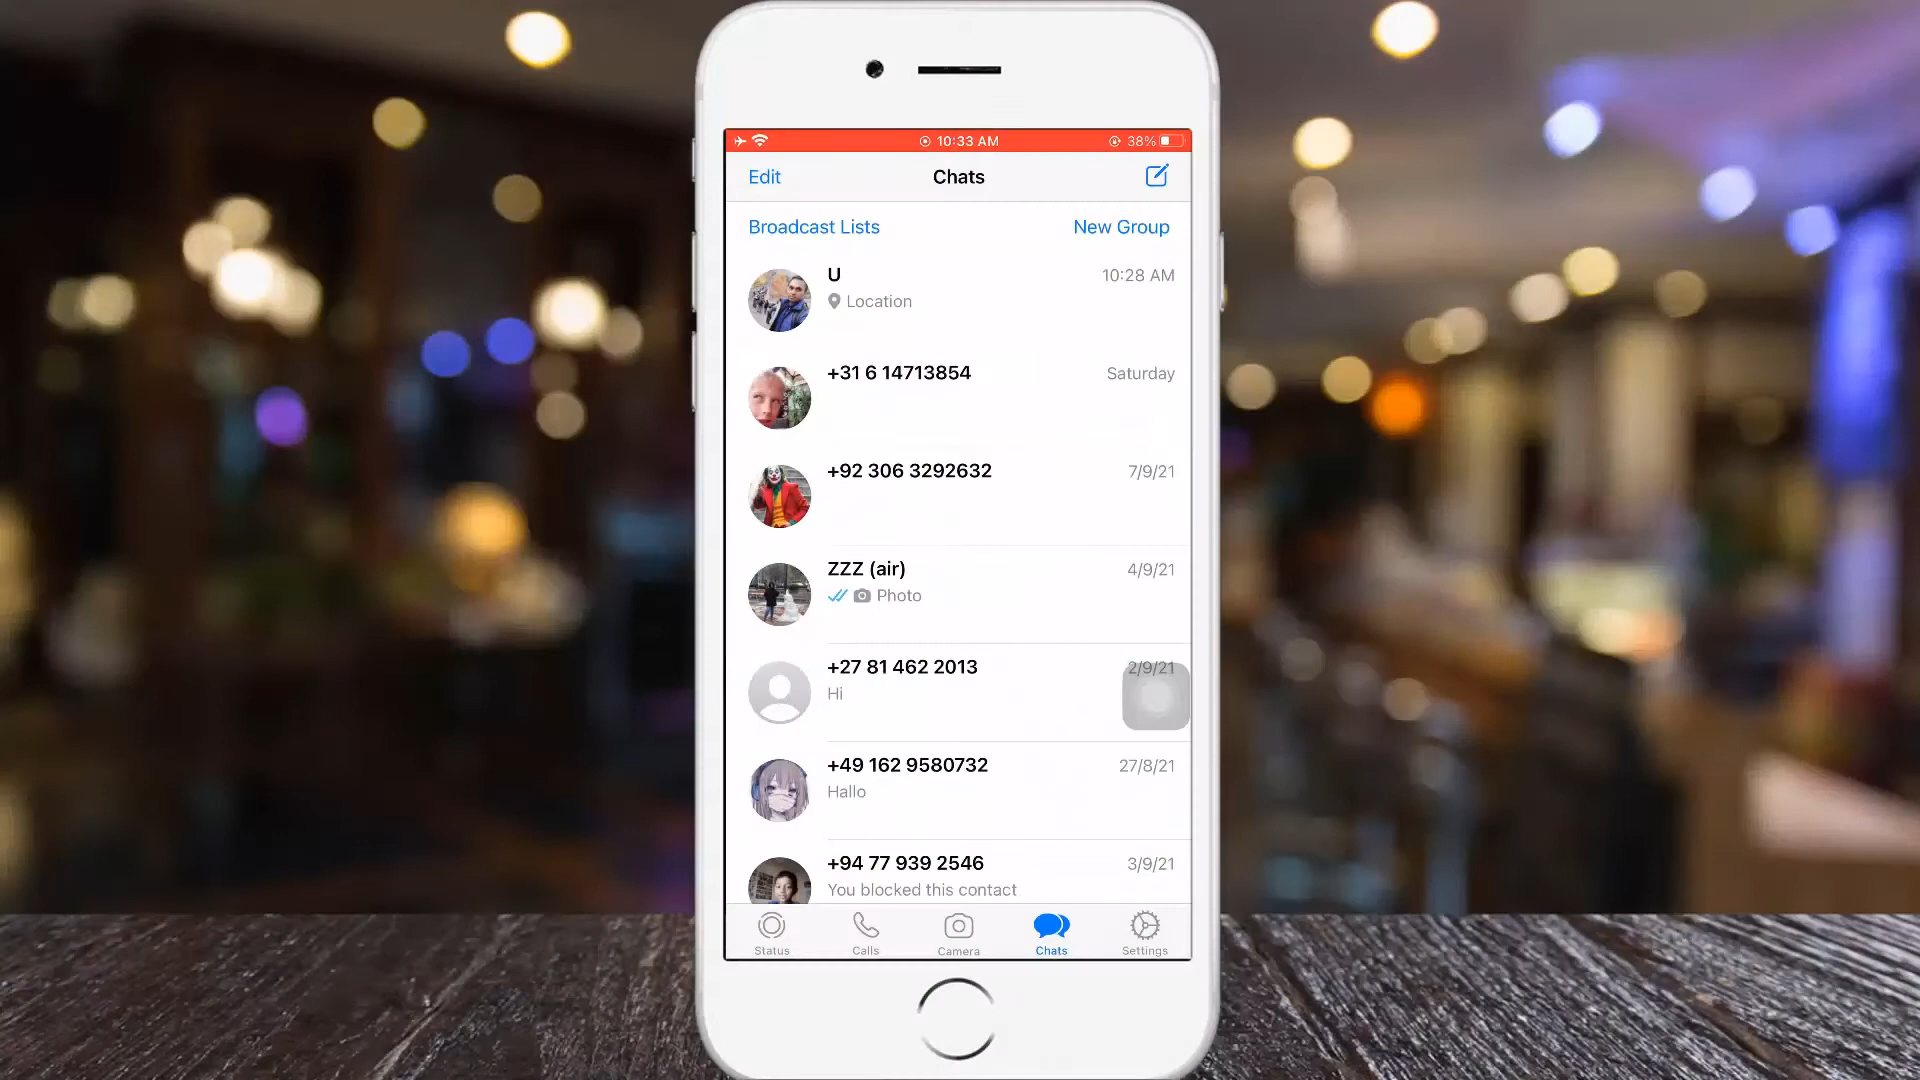 10:33 AM
38%
Edit
Chats
Broadcast Lists
New Group
U
10:28 AM
Location
+31 6 14713854
Saturday
+92 306 3292632
7/9/21
ZZZ (air)
4/9/21
Photo
+27 81 462 2013
2/9/21
Hi
+49 162 9580732
27/8/21
Hallo
+94 77 939 2546
3/9/21
You blocked this contact
Status
Calls
Camera
Chats
Settings